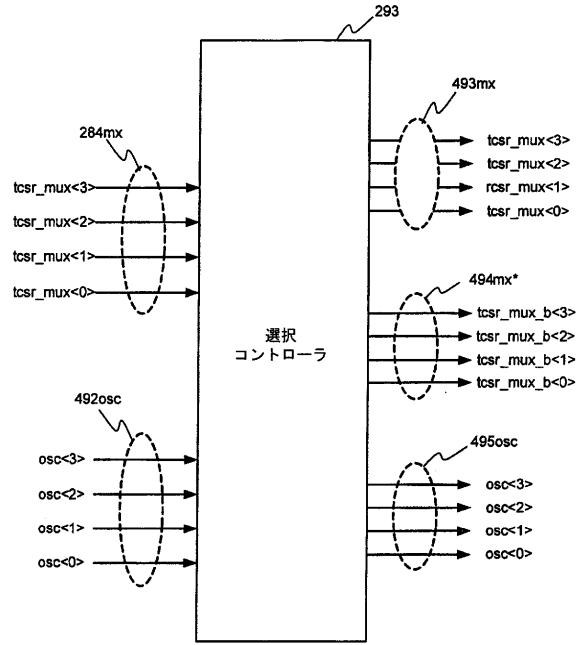 293
493mx
284mx
tcsr_mux<3>
tcsr_mux<2>
rcsr_mux<1>
tcsr_mux<0>
tcsr_mux<3>
tcsr_mux<2>
tcsr_mux<1>
tcsr_mux<0>
494mx*
tcsr_mux_b<3>
tcsr_mux_b<2>
tcsr_mux_b<1>
tcsr_mux_b<0>
選択
コントローラ
492osc
495osc
osc<3>
osc<2>
osc<1>
osc<0>
osc<3>
osc<2>
osc<1>
osc<0>